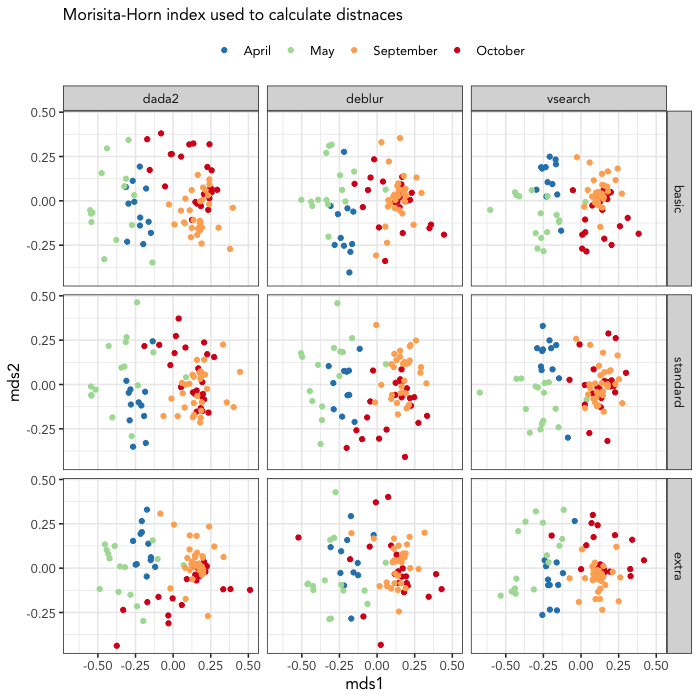 Morisita-Horn index used to calculate distnaces
April May September October
dada2 deblur vsearch
0.50
0.25
0.00
-0.25
basic
0.50
0.25
0.00
-0.25
standard
0.50
0.25
0.00
-0.25
extra
mds2
-0.50 -0.25 0.00 0.25 0.50 -0.50 -0.25 0.00 0.25 0.50 -0.50 -0.25 0.00 0.25 0.50
mds1